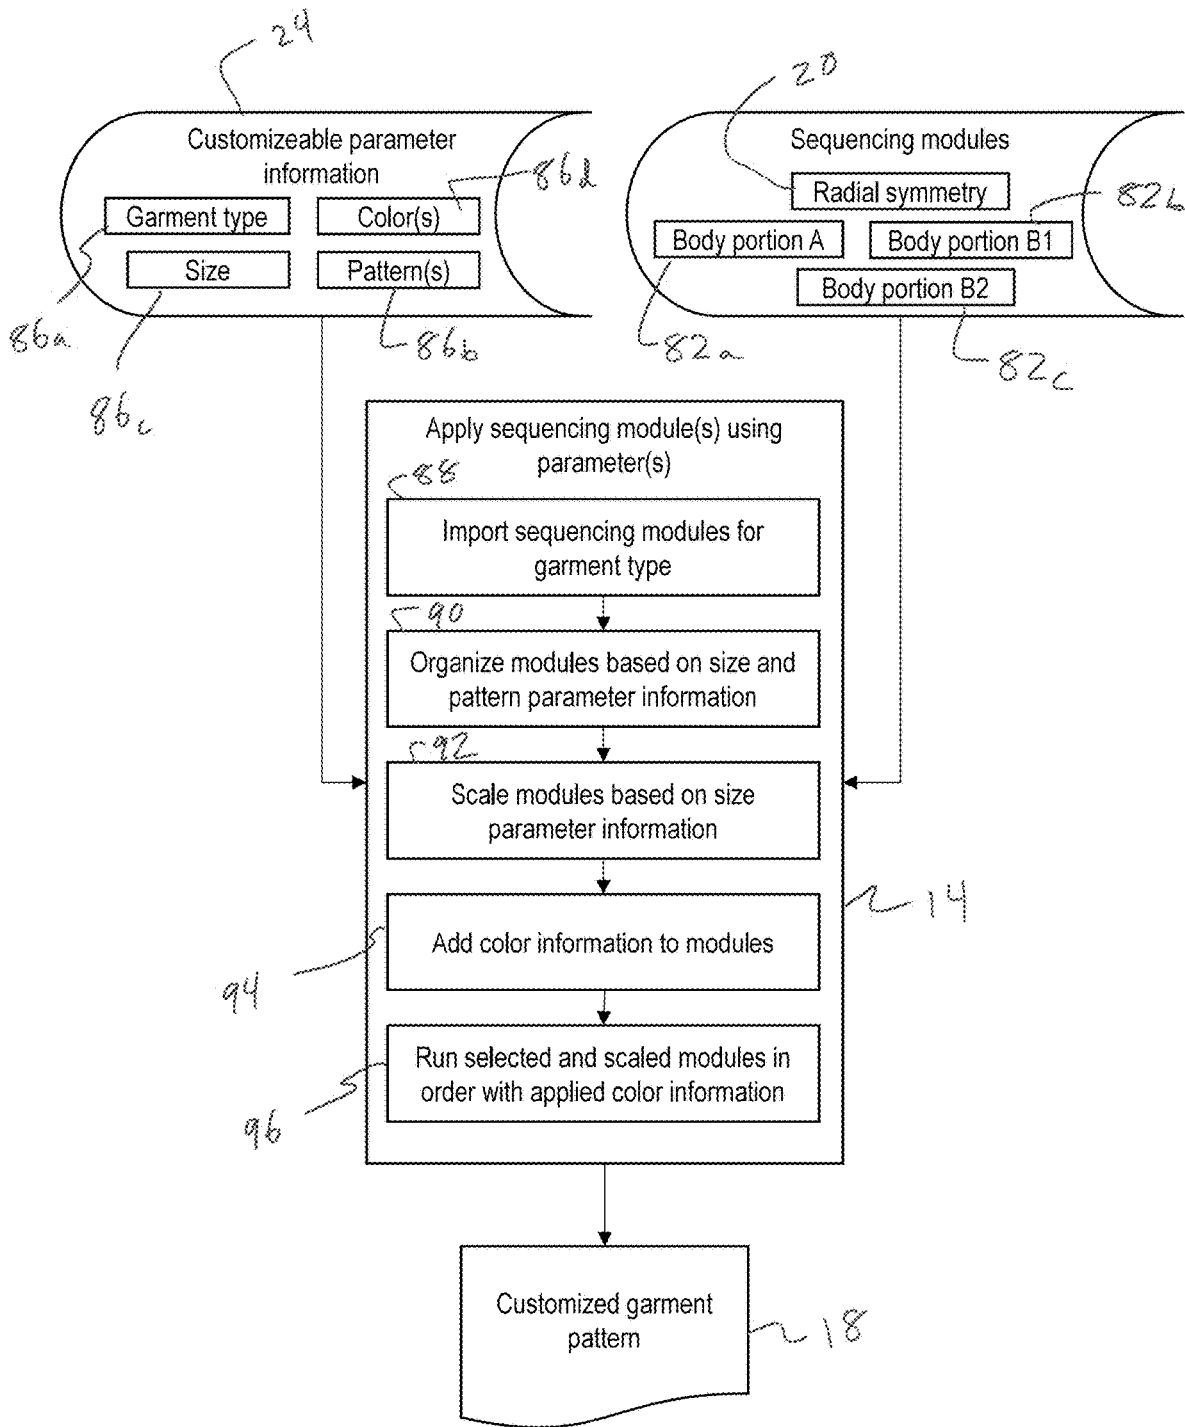 24
20
Customizeable parameter
information
Sequencing modules
86d
Radial symmetry
82b
Garment type
Color(s)
Body portion A
Body portion B1
Size
Pattern(s)
Body portion B2
86a
86b
82a
82c
86c
Apply sequencing module(s) using
parameter(s)
88
Import sequencing modules for
garment type
90
Organize modules based on size and
pattern parameter information
92
Scale modules based on size
parameter information
14
Add color information to modules
94
Run selected and scaled modules in
order with applied color information
96
Customized garment
pattern
18